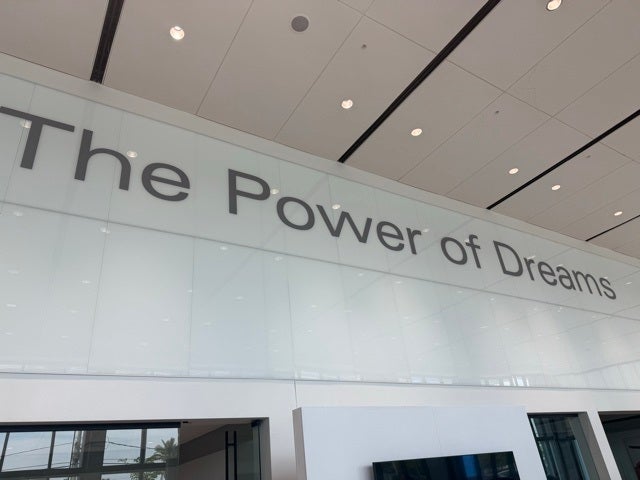 The Power of Dreams